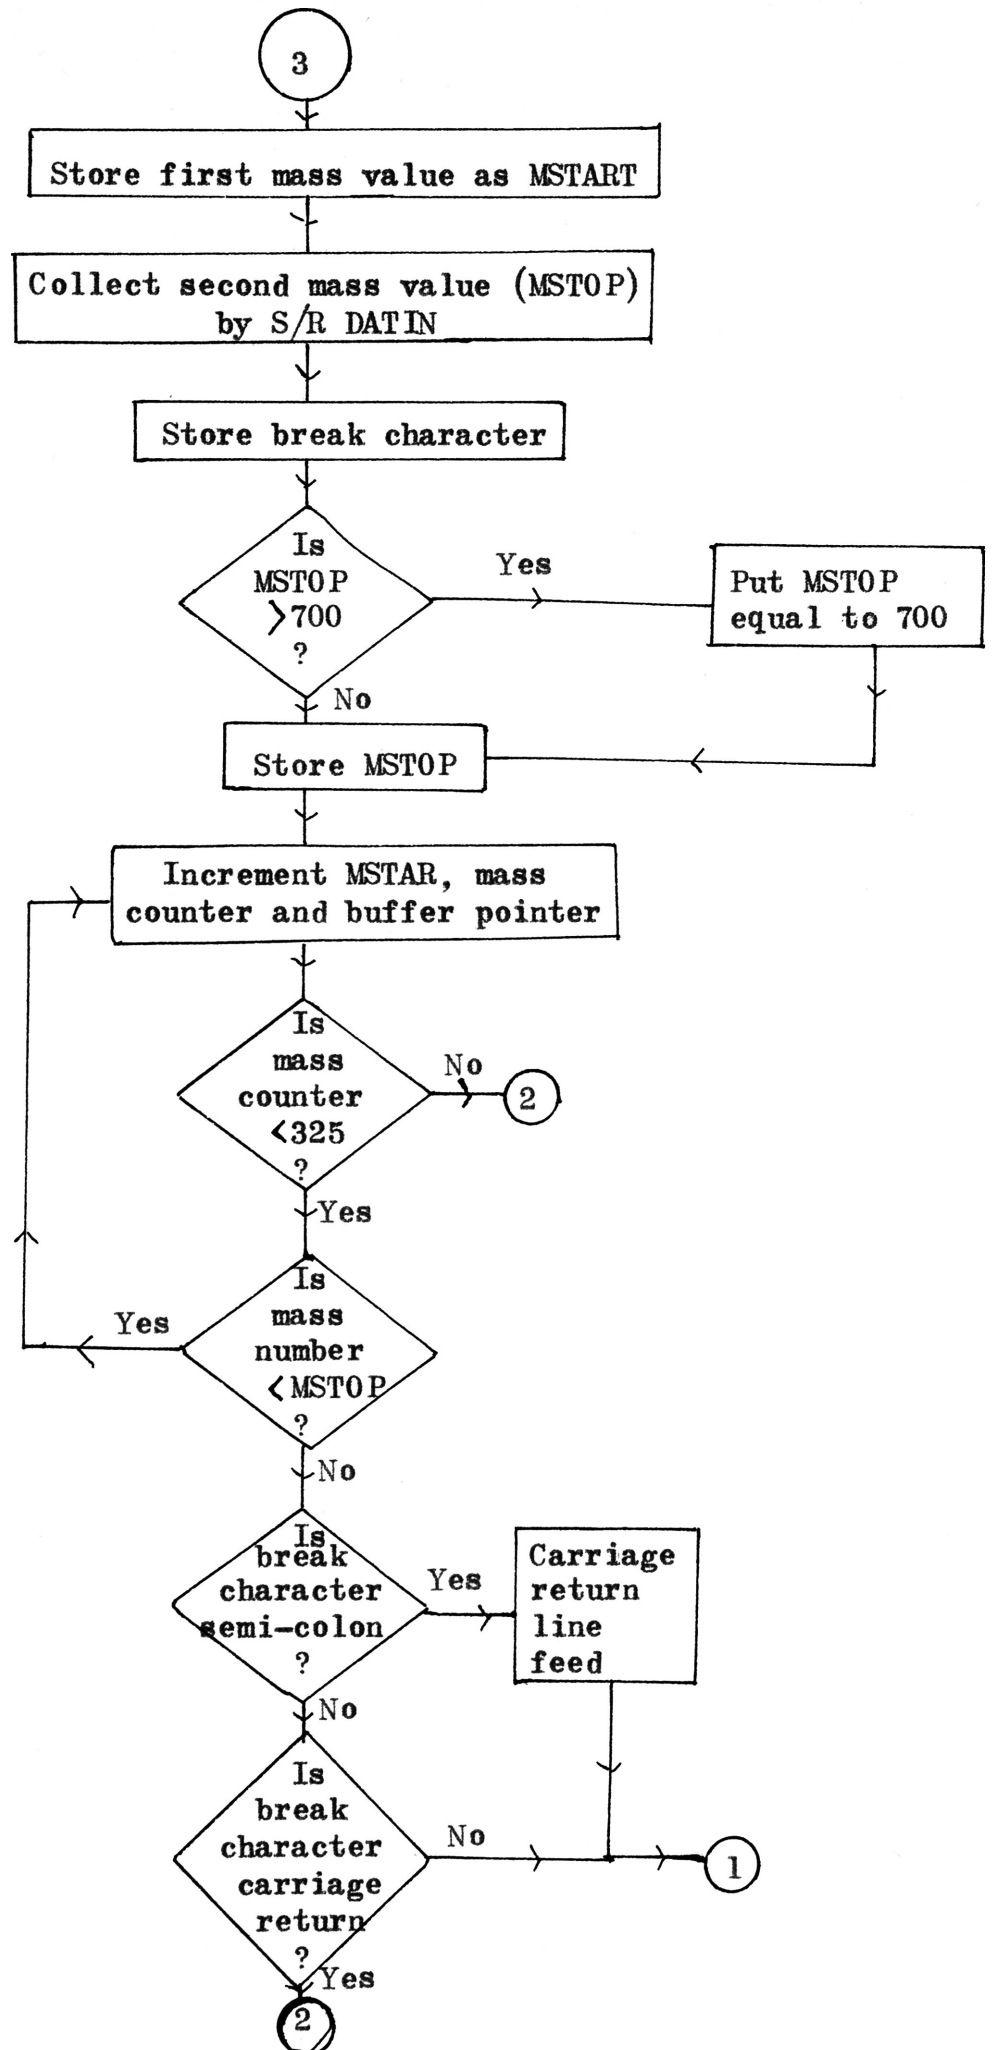 3
Store first mass value as MSTART
Collect second mass value (MSTOP)
by S/R DATIN
Store break character
Is
MSTOP
>700
?
Yes
Put MSTOP
equal to 700
No
Store MSTOP
Increment MSTAR, mass
counter and buffer pointer
Is
mass
counter
<325
?
No
2
Yes
Is
mass
number
<MSTOP
?
Yes
No
Is
break
character
semi-colon
?
Yes
Carriage
return
line
feed
No
Is
break
character
carriage
return
?
No
1
Yes
2